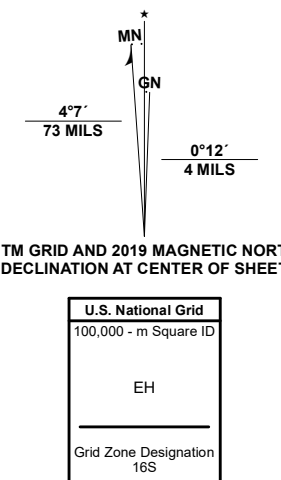 ★
MN
GN
4°7´
73 MILS
0°12´
4 MILS
TM GRID AND 2019 MAGNETIC NORT
DECLINATION AT CENTER OF SHEET
U.S. National Grid
100,000 - m Square ID
EH
Grid Zone Designation
16S